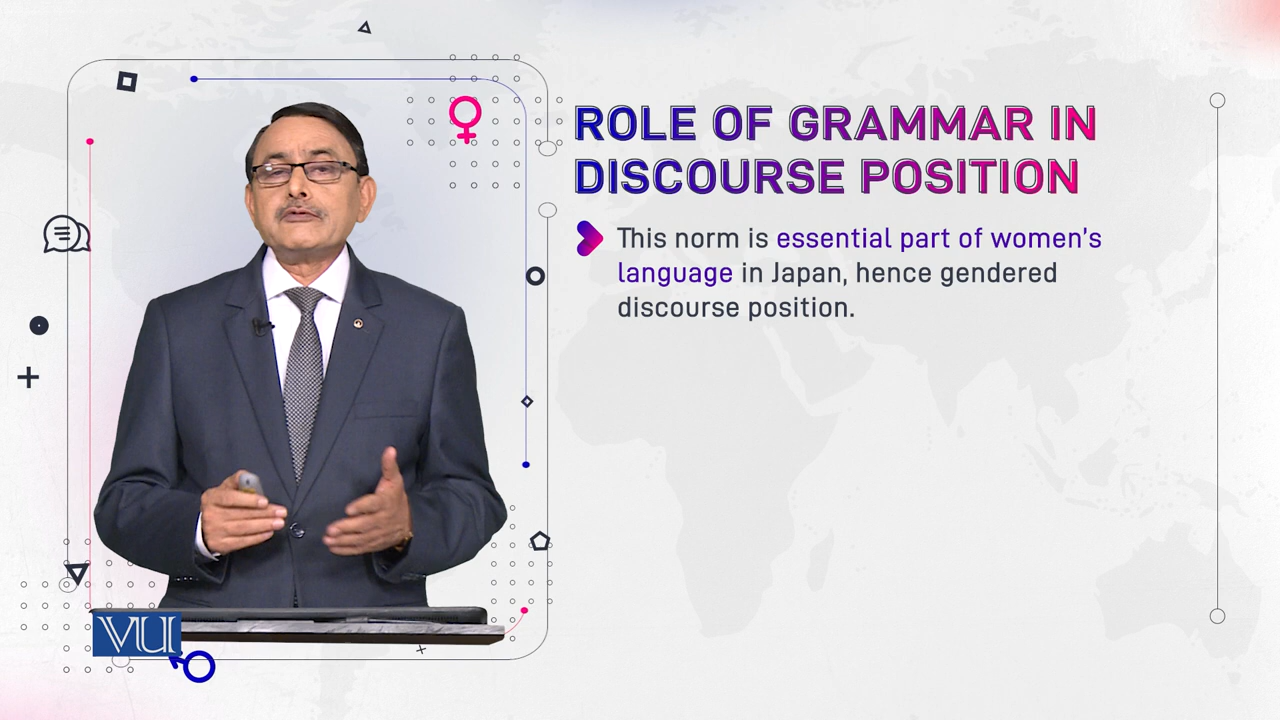 ROLE OF GRAMMAR IN
DISCOURSE POSITION
This norm is essential part of women's
language in Japan, hence gendered
discourse position.
VU